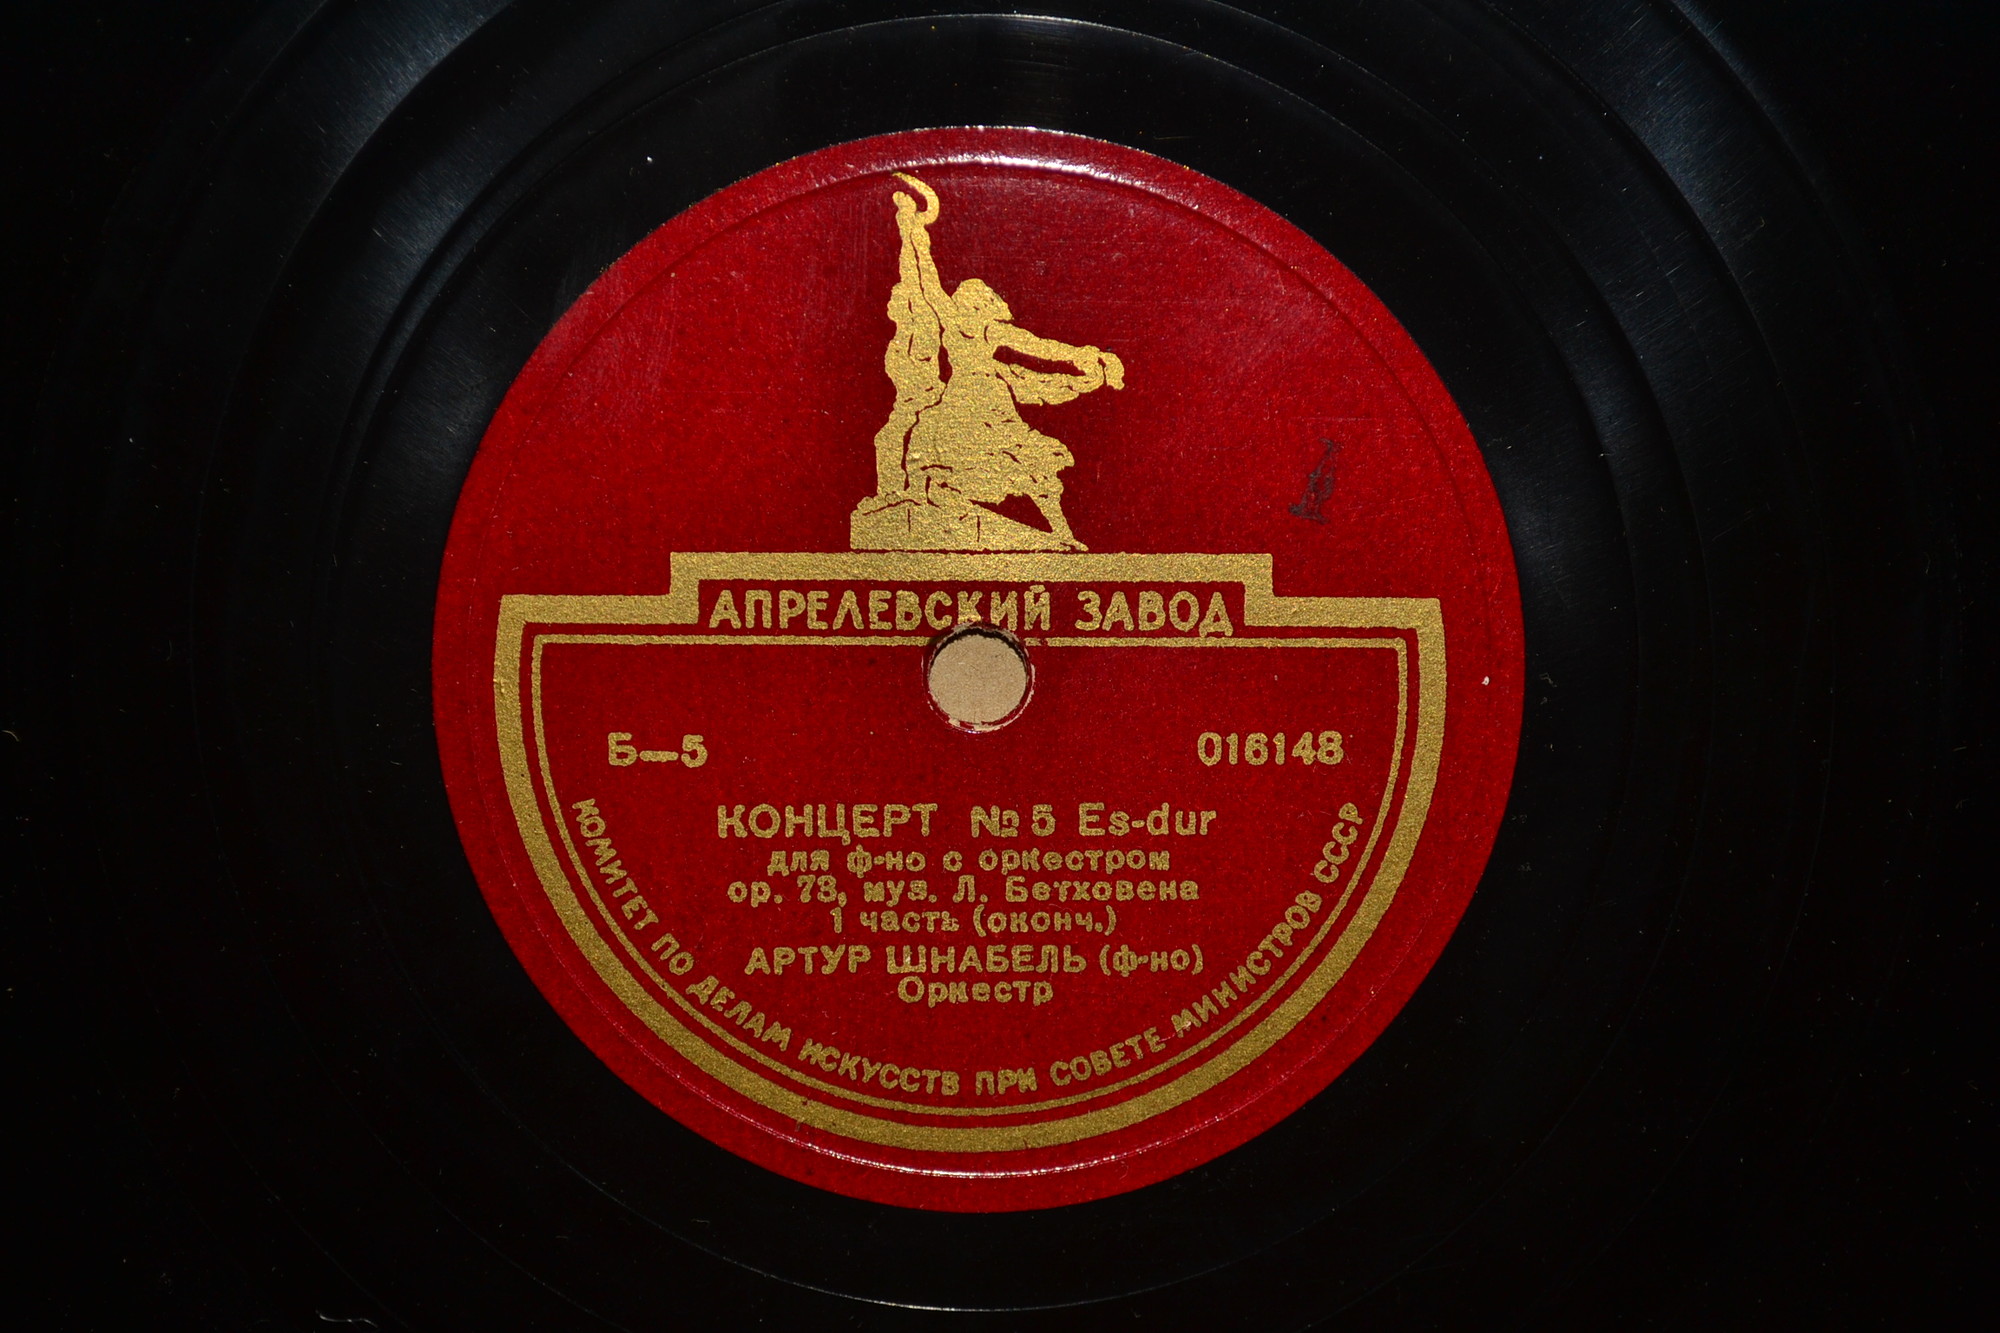 АПРЕЛЕВСКИЙ ЗАВОД
Б—5
016148
КОНЦЕРТ № 5 Es-dur
для ф-но с оркестром
op. 73, муз. Л. Бетховена
1 часть (оконч.)
АРТУР ШНАБЕЛЬ (ф-но)
Оркестр
КОМИТЕТ ПО ДЕЛАМ ИСКУССТВ ПРИ СОВЕТЕ МИНИСТРОВ СССР